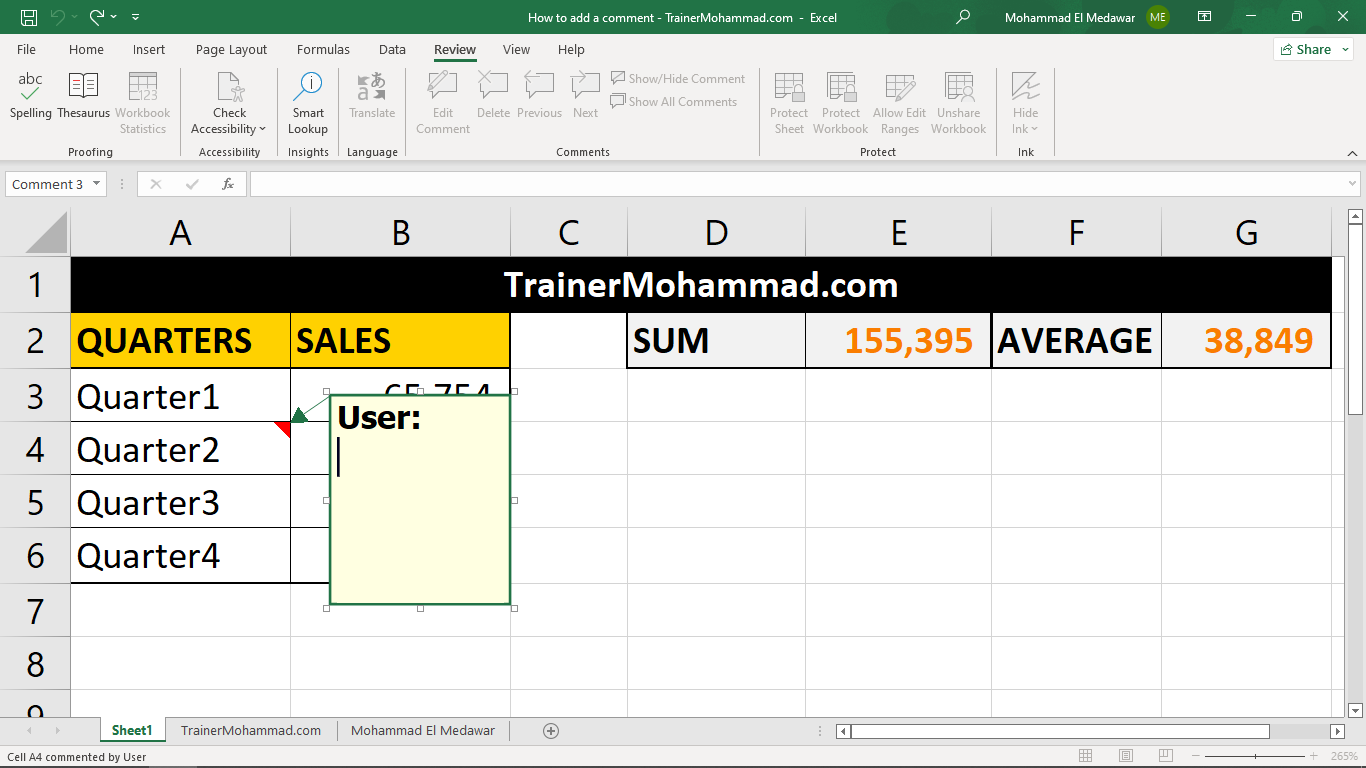 How to add a comment - TrainerMohammad.com - Excel
Mohammad El Medawar ME
File Home Insert Page Layout Formulas Data Review View Help Share
abc
Spelling
Thesaurus
Workbook Statistics
Proofing
Check Accessibility
Accessibility
Smart Lookup
Insights
Translate
Language
Edit Comment
Delete
Previous
Next
Show/Hide Comment
Show All Comments
Comments
Protect Sheet
Protect Workbook
Allow Edit Ranges
Unshare Workbook
Protect
Hide Ink
Ink
Comment 3 fx
A B C D E F G
1 TrainerMohammad.com
2 QUARTERS SALES SUM 155,395 AVERAGE 38,849
3 Quarter1
User:
4 Quarter2
5 Quarter3
6 Quarter4
7
8
9
Sheet1 TrainerMohammad.com Mohammad El Medawar
Cell A4 commented by User
265%